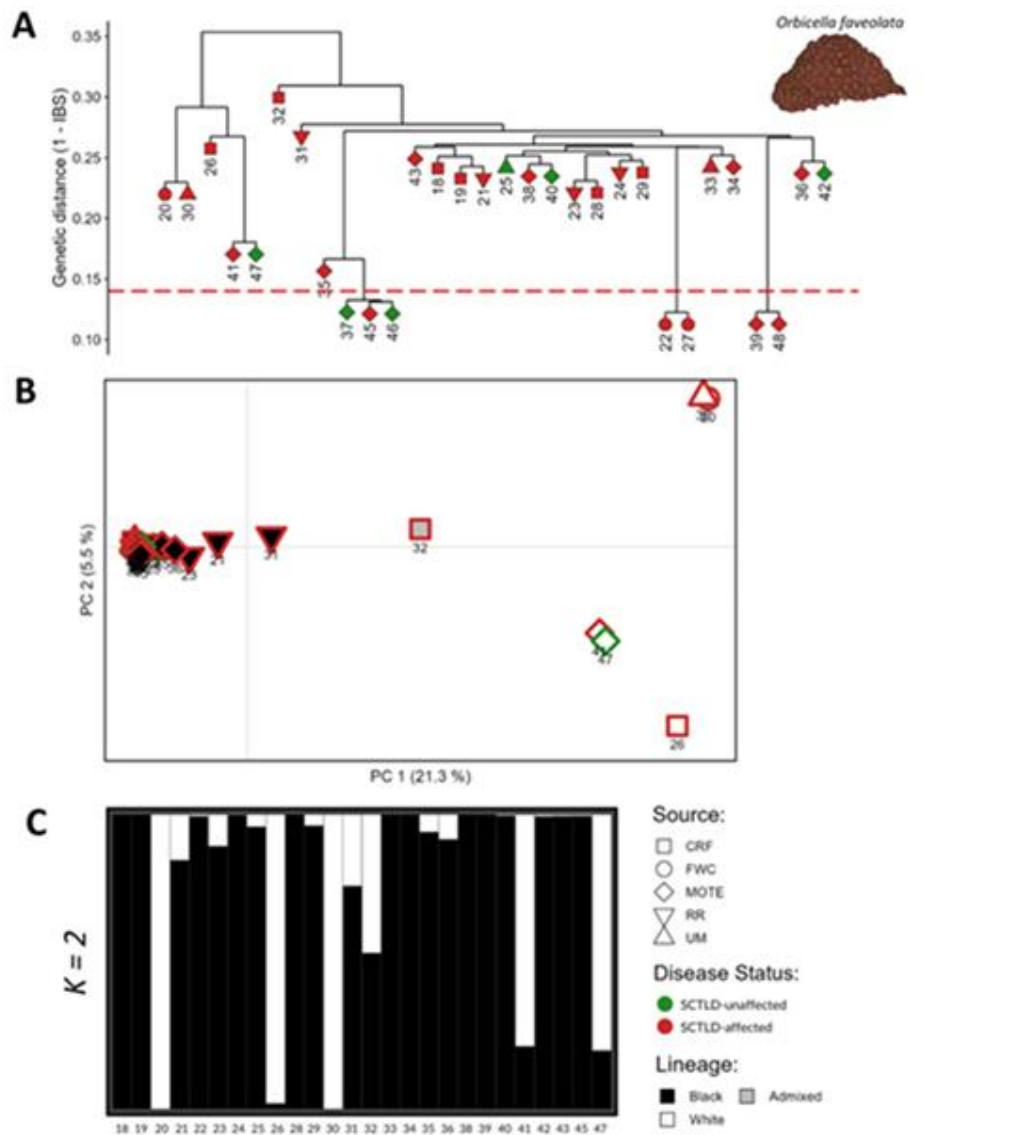 A
Orbicella faveolata
Genetic distance (1 - IBS)
0.35
0.30
0.25
0.20
0.15
0.10
20
30
26
41
47
32
31
35
37
45
46
43
18
19
21
25
38
40
23
28
24
29
22
27
33
34
39
48
36
42
B
PC 2 (5.5 %)
31
32
47
26
PC 1 (21.3 %)
C
K = 2
18 19 20 21 22 23 24 25 26 28 29 30 31 32 33 34 35 36 38 39 40 41 42 43 45 47
Source:
CRF
FWC
MOTE
RR
UM
Disease Status:
SCTLD-unaffected
SCTLD-affected
Lineage:
Black Admixed
White